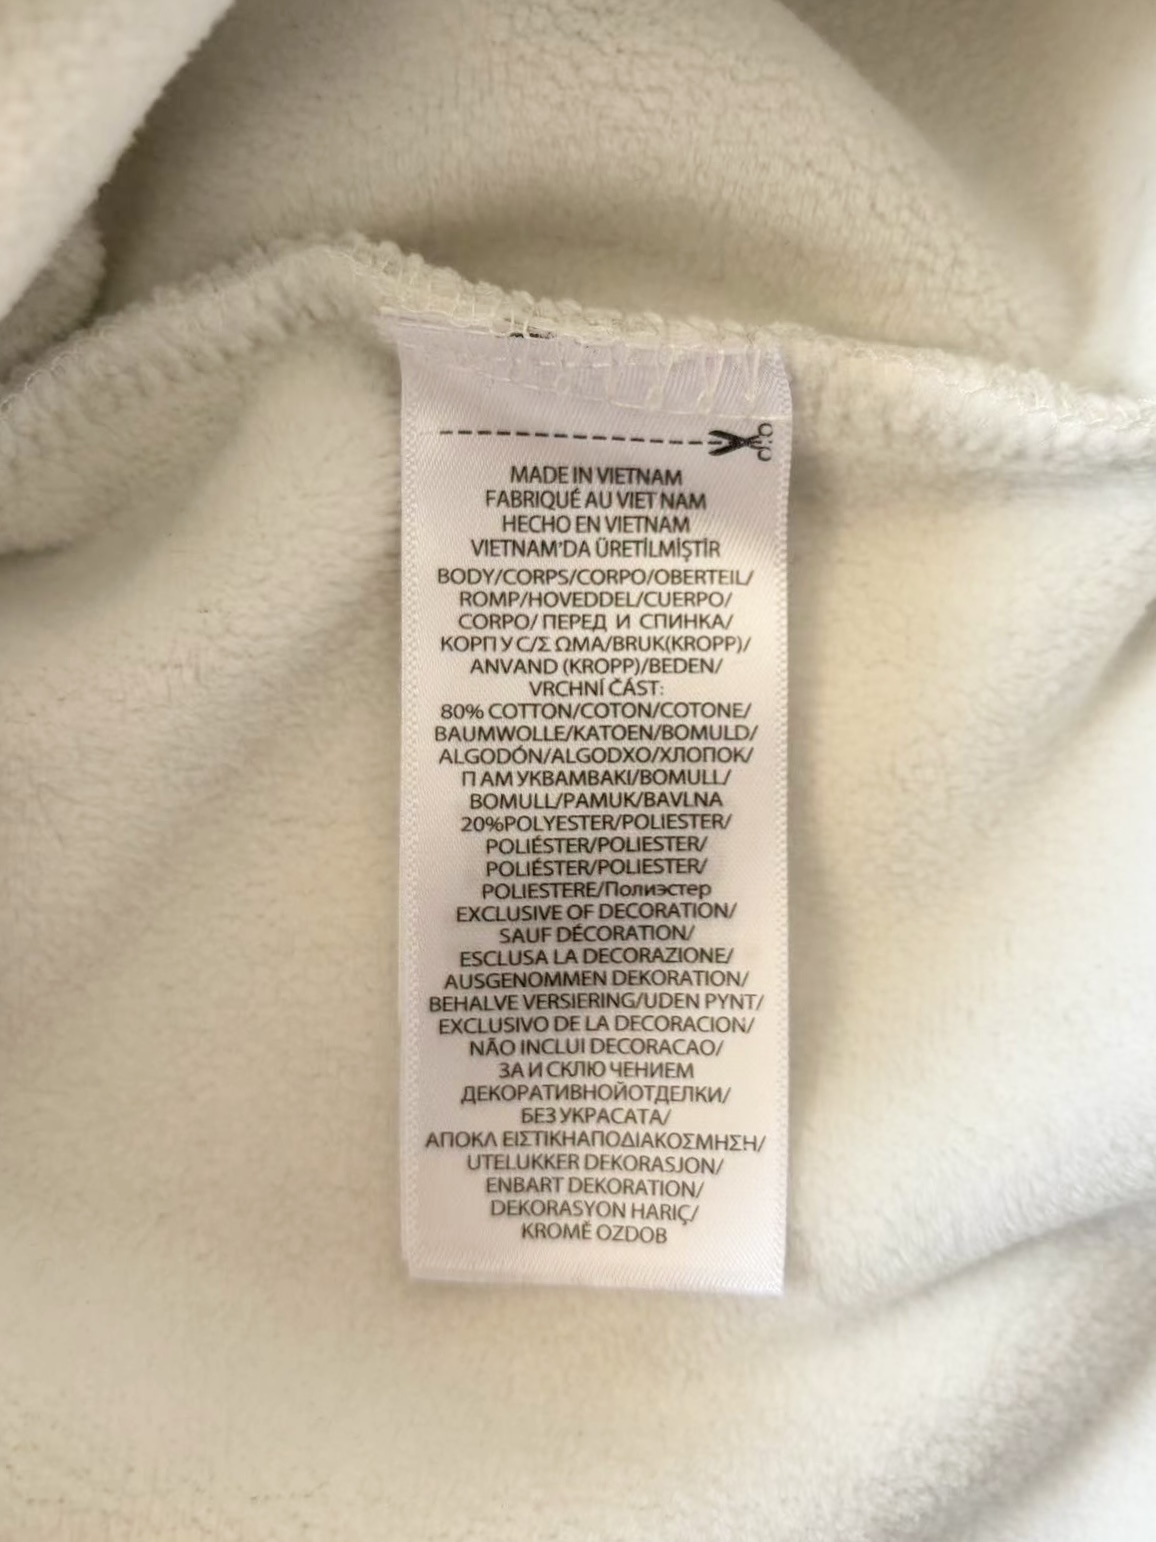 MADE IN VIETNAM
FABRIQUÉ AU VIET NAM
HECHO EN VIETNAM
VIETNAM'DA ÜRETİLMİŞTİR
BODY/CORPS/CORPO/OBERTEIL/
ROMP/HOVEDDEL/CUERPO/
CORPO/ ПЕРЕД И СПИНКА/
КОРПУС/Σ ΩΜΑ/BRUK(KROPP)/
ANVAND (KROPP)/BEDEN/
VRCHNÍ ČÁST:
80% COTTON/COTON/COTONE/
BAUMWOLLE/KATOEN/BOMULD/
ALGODÓN/ALGODXO/ХЛОПОК/
П АМ УКВАМВАКІ/BOMULL/
BOMULL/PAMUK/BAVLNA
20%POLYESTER/POLIESTER/
POLIÉSTER/POLIESTER/
POLIÉSTER/POLIESTER/
POLIESTERE/Полиэстер
EXCLUSIVE OF DECORATION/
SAUF DÉCORATION/
ESCLUSA LA DECORAZIONE/
AUSGENOMMEN DEKORATION/
BEHALVE VERSIERING/UDEN PYNT/
EXCLUSIVO DE LA DECORACION/
NÃO INCLUI DECORACAO/
ЗА И СКЛЮ ЧЕНИЕМ
ДЕКОРАТИВНОЙОТДЕЛКИ/
БЕЗ УКРАСАТА/
ΑΠΟΚΛ ΕΙΣΤΙΚΗΑΠΟΔΙΑΚΟΣΜΗΣΗ/
UTELUKKER DEKORASJON/
ENBART DEKORATION/
DEKORASYON HARIÇ/
KROMĚ OZDOB